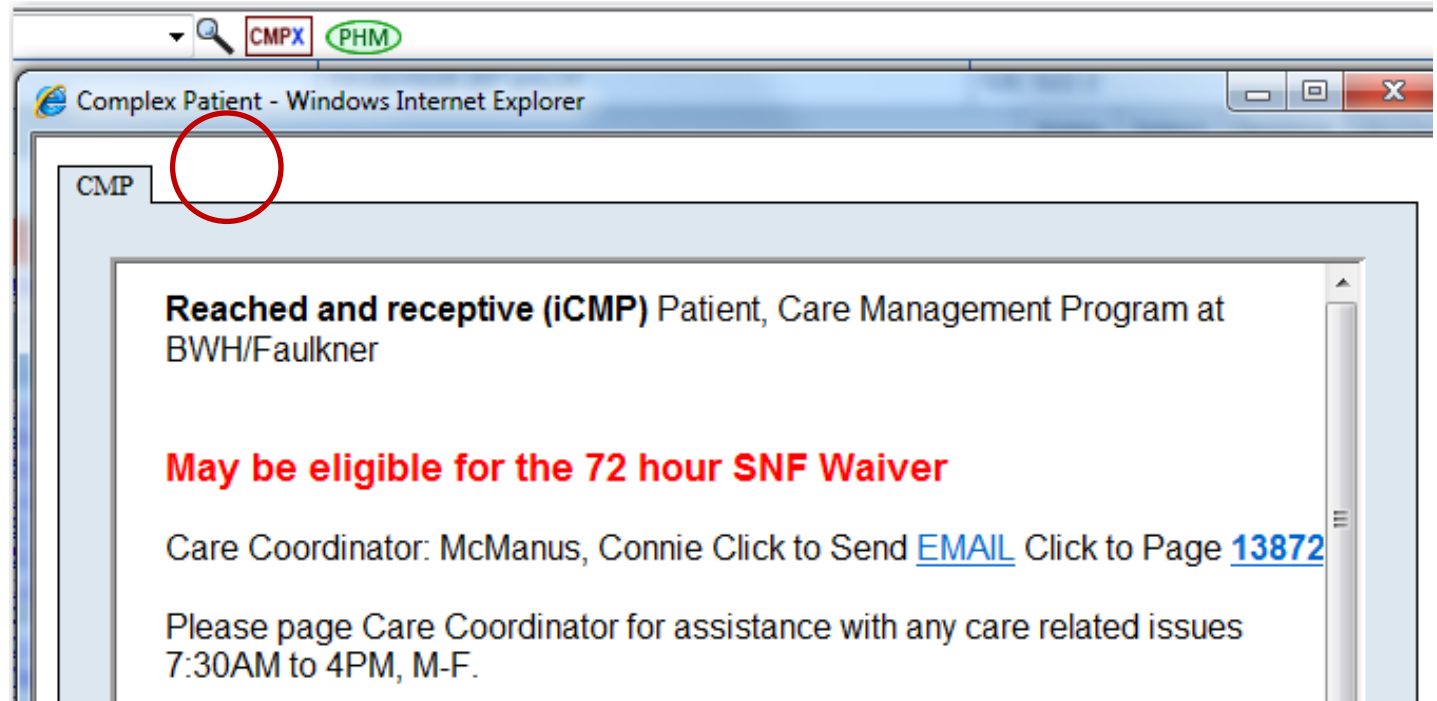 CMPX PHM
Complex Patient - Windows Internet Explorer
CMP
Reached and receptive (iCMP) Patient, Care Management Program at
BWH/Faulkner
May be eligible for the 72 hour SNF Waiver
Care Coordinator: McManus, Connie Click to Send EMAIL Click to Page 13872
Please page Care Coordinator for assistance with any care related issues
7:30AM to 4PM, M-F.